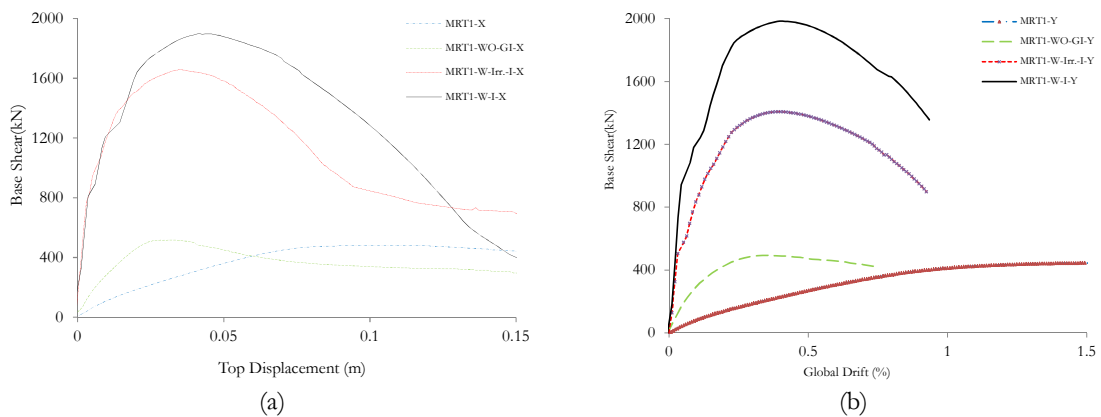 2000
1600
1200
800
400
0
Base Shear(kN)
0
0.05
0.1
0.15
Top Displacement (m)
MRT1-X
MRT1-WO-GI-X
MRT1-W-Irr.-I-X
MRT1-W-I-X
(a)
2000
1600
1200
800
400
0
Base Shear(kN)
0
0.5
1
1.5
Global Drift (%)
MRT1-Y
MRT1-WO-GI-Y
MRT1-W-Irr.-I-Y
MRT1-W-I-Y
(b)